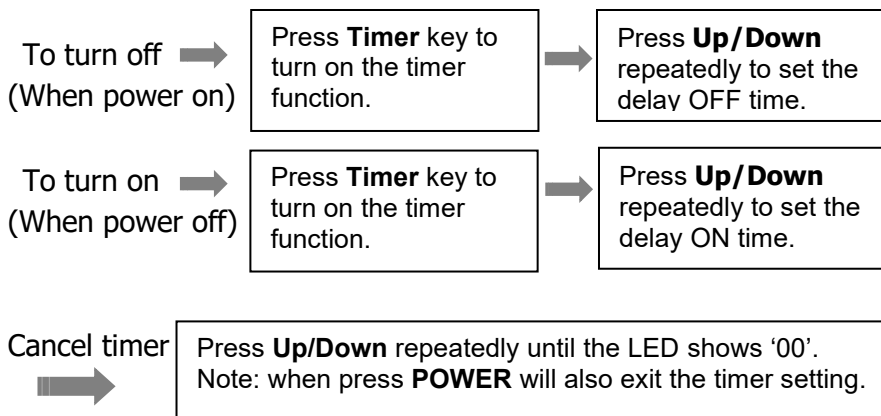 To turn off
(When power on)
Press Timer key to
turn on the timer
function.
Press Up/Down
repeatedly to set the
delay OFF time.
To turn on
(When power off)
Press Timer key to
turn on the timer
function.
Press Up/Down
repeatedly to set the
delay ON time.
Cancel timer
Press Up/Down repeatedly until the LED shows ‘00’.
Note: when press POWER will also exit the timer setting.